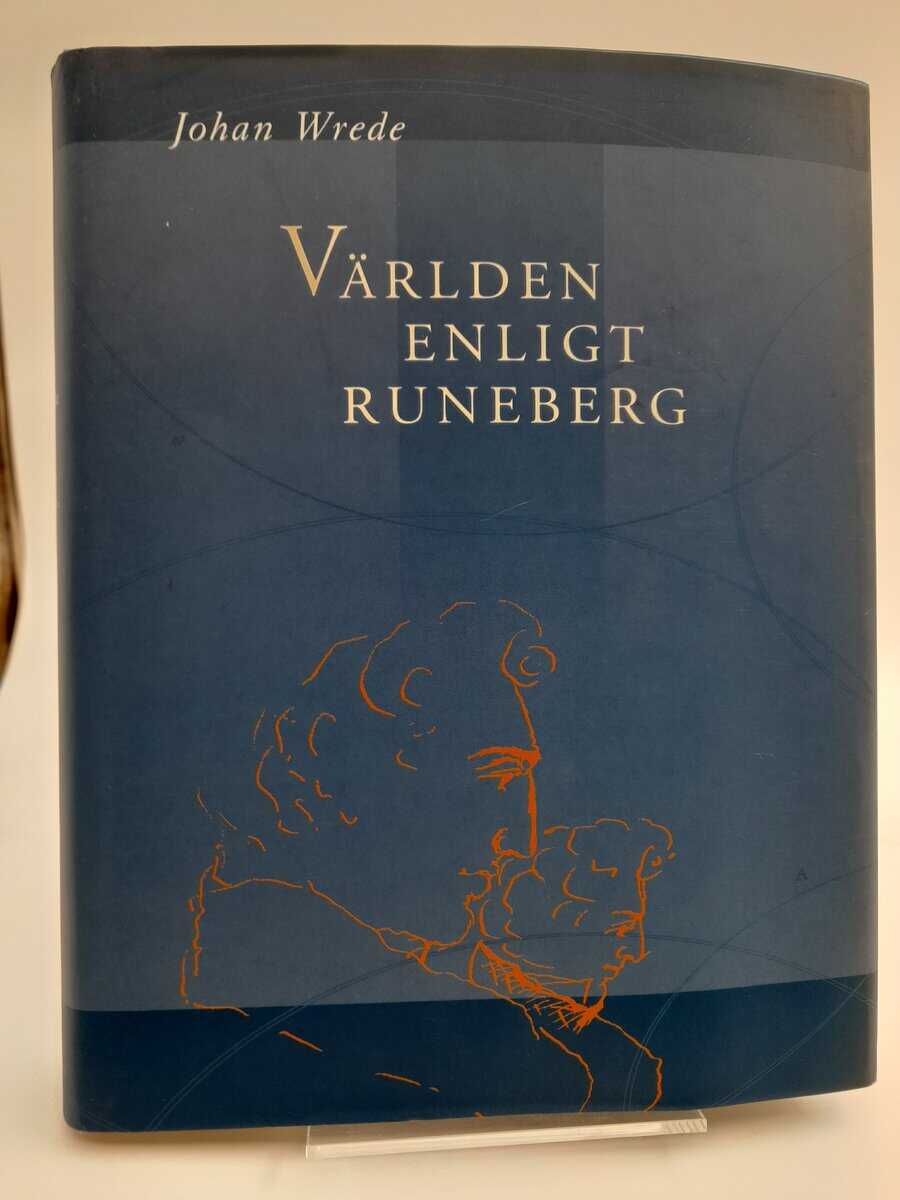 Johan Wrede
VÄRLDEN
ENLIGT
RUNEBERG
A